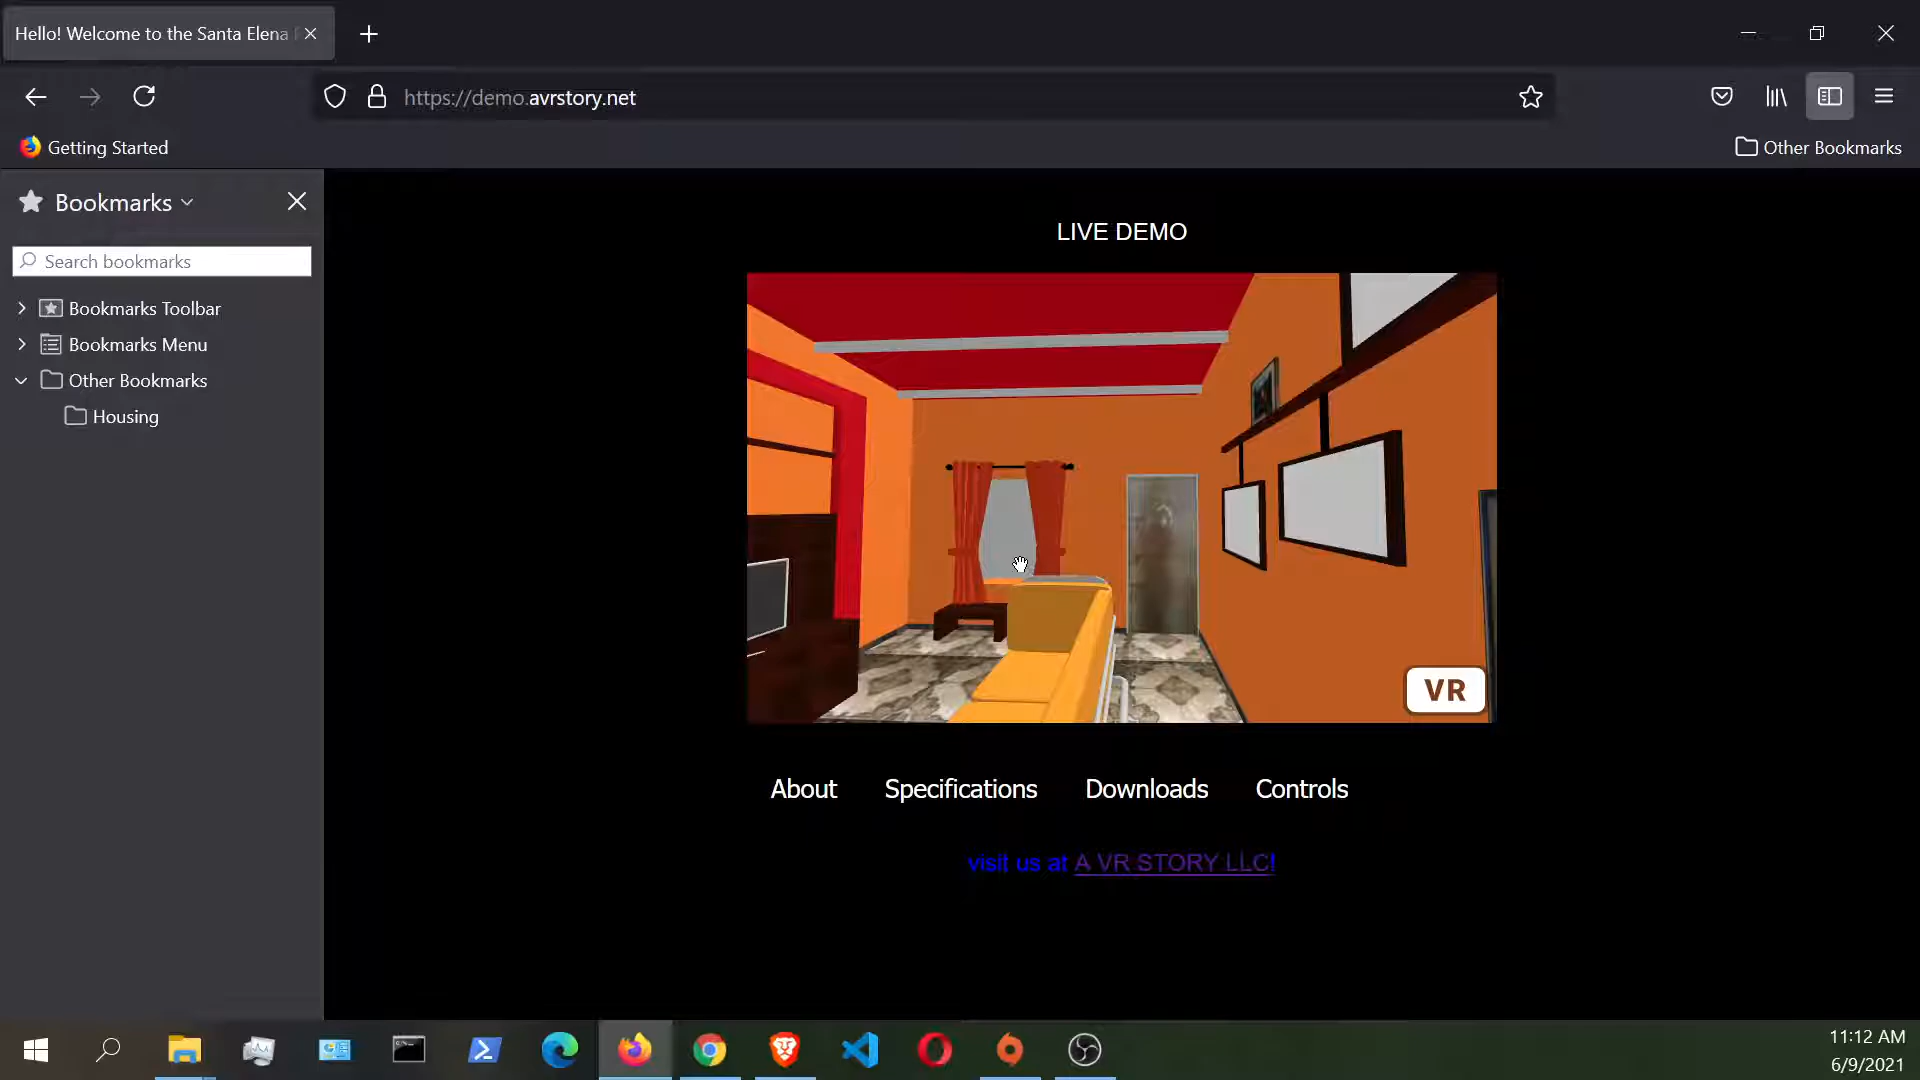 Hello! Welcome to the Santa Elena
https://demo.avrstory.net
Getting Started
Other Bookmarks
Bookmarks
Search bookmarks
Bookmarks Toolbar
Bookmarks Menu
Other Bookmarks
Housing
LIVE DEMO
VR
About Specifications Downloads Controls
visit us at A VR STORY LLC!
11:12 AM
6/9/2021